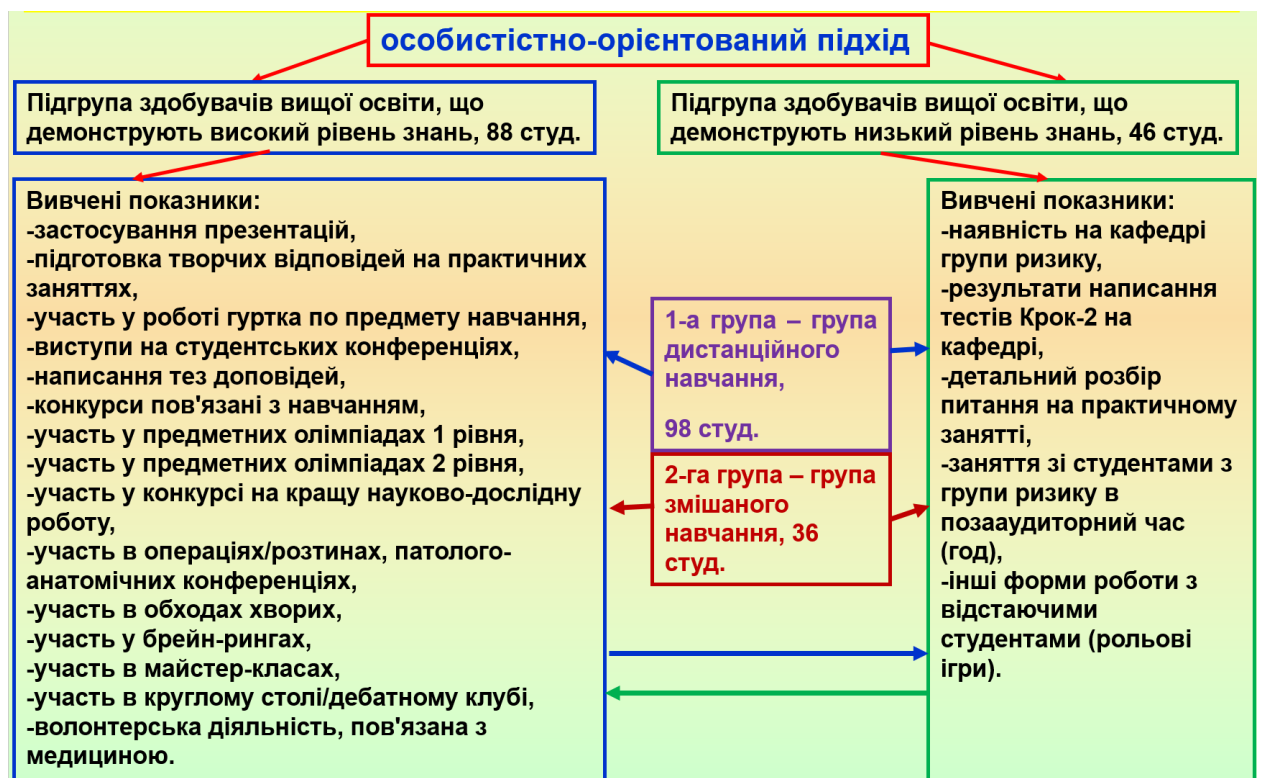 особистістно-орієнтований підхід
Підгрупа здобувачів вищої освіти, що
демонструють високий рівень знань, 88 студ.
Підгрупа здобувачів вищої освіти, що
демонструють низький рівень знань, 46 студ.
Вивчені показники:
-застосування презентацій,
-підготовка творчих відповідей на практичних
заняттях,
-участь у роботі гуртка по предмету навчання,
-виступи на студентських конференціях,
-написання тез доповідей,
-конкурси пов'язані з навчанням,
-участь у предметних олімпіадах 1 рівня,
-участь у предметних олімпіадах 2 рівня,
-участь у конкурсі на кращу науково-дослідну
роботу,
-участь в операціях/розтинах, патолого-
анатомічних конференціях,
-участь в обходах хворих,
-участь у брейн-рингах,
-участь в майстер-класах,
-участь в круглому столі/дебатному клубі,
-волонтерська діяльність, пов'язана з
медициною.
1-а група – група
дистанційного
навчання,
98 студ.
2-га група – група
змішаного
навчання, 36
студ.
Вивчені показники:
-наявність на кафедрі
групи ризику,
-результати написання
тестів Крок-2 на
кафедрі,
-детальний розбір
питання на практичному
занятті,
-заняття зі студентами з
групи ризику в
позааудиторний час
(год),
-інші форми роботи з
відстаючими
студентами (рольові
ігри).